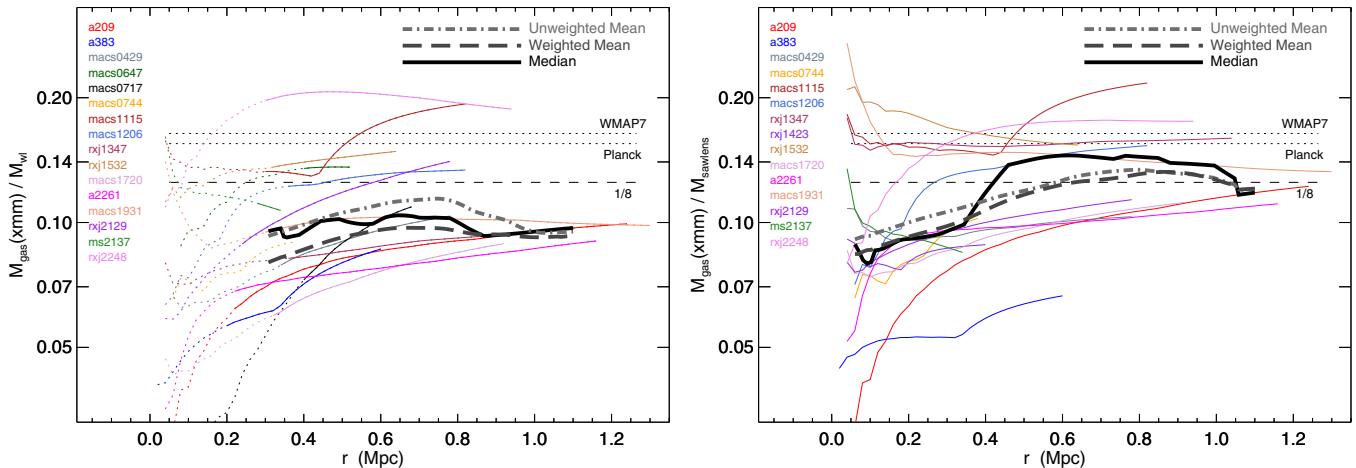 a209
a383
macs0429
macs0647
macs0717
macs0744
macs1115
macs1206
rxj1347
rxj1532
macs1720
a2261
macs1931
rxj2129
ms2137
rxj2248
Unweighted Mean
Weighted Mean
Median
WMAP7
Planck
1/8
0.20
0.14
0.10
0.07
0.05
M_gas(xmm) / M_wl
0.0 0.2 0.4 0.6 0.8 1.0 1.2
r (Mpc)
a209
a383
macs0429
macs0744
macs1115
macs1206
rxj1347
rxj1423
rxj1532
macs1720
a2261
macs1931
rxj2129
ms2137
rxj2248
Unweighted Mean
Weighted Mean
Median
WMAP7
Planck
1/8
0.20
0.14
0.10
0.07
0.05
M_gas(xmm) / M_sawlens
0.0 0.2 0.4 0.6 0.8 1.0 1.2
r (Mpc)